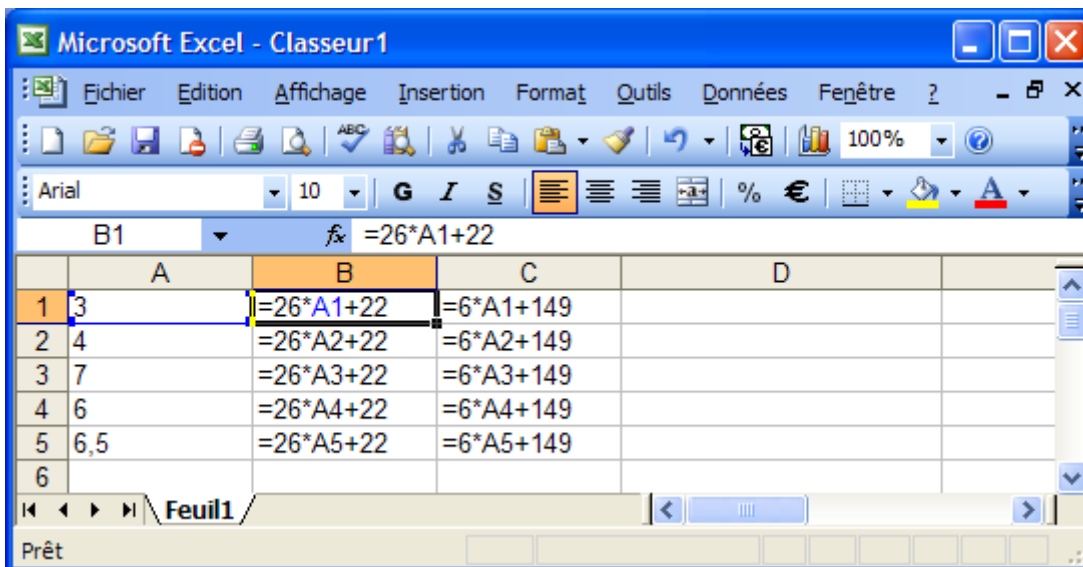 Microsoft Excel - Classeur1
Fichier Edition Affichage Insertion Format Outils Données Fenêtre ?
ABC 100%
Arial 10 G I S % € A
B1 fx =26*A1+22
A B C D
1 3 =26*A1+22 =6*A1+149
2 4 =26*A2+22 =6*A2+149
3 7 =26*A3+22 =6*A3+149
4 6 =26*A4+22 =6*A4+149
5 6,5 =26*A5+22 =6*A5+149
6
Feuil1
Prêt